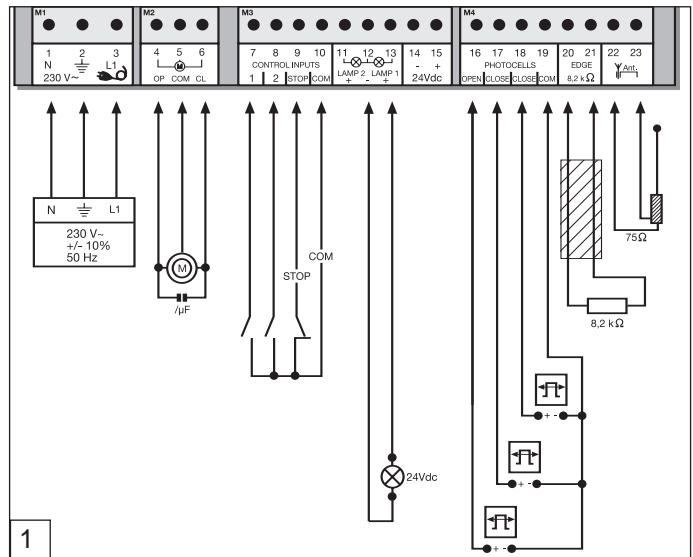 M1 M2 M3 M4
1 2 3 4 5 6 7 8 9 10 11 12 13 14 15 16 17 18 19 20 21 22 23
N L1
230 V~
M
OP COM CL
CONTROL INPUTS
1 2 STOP COM
LAMP 2 LAMP 1
+ - +
- +
24Vdc
PHOTOCELLS
OPEN CLOSE CLOSE COM
EDGE
8,2 kΩ
Ant.
N L1
230 V~
+/- 10%
50 Hz
M
/µF
STOP
COM
24Vdc
75Ω
8,2 kΩ
+ -
+ -
+ -
1